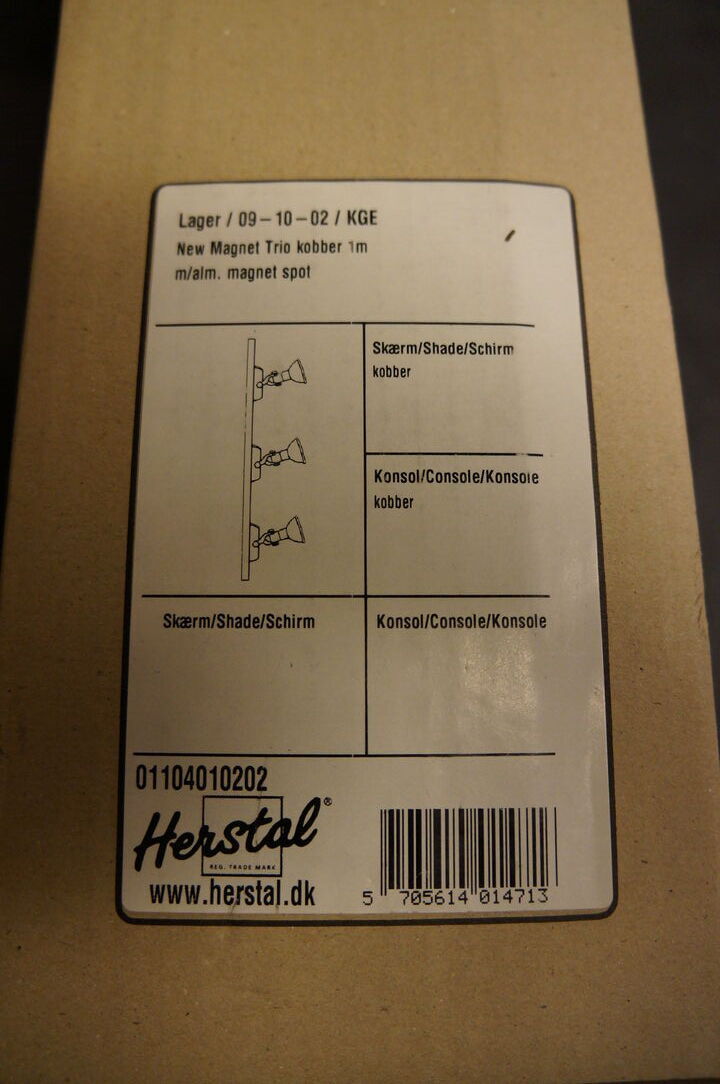 Lager / 09-10-02 / KGE
New Magnet Trio kobber 1m
m/alm. magnet spot
Skærm/Shade/Schirm
kobber
Konsol/Console/Konsole
kobber
Skærm/Shade/Schirm
Konsol/Console/Konsole
01104010202
Herstal®
REG. TRADE MARK
www.herstal.dk
5 705614 014713